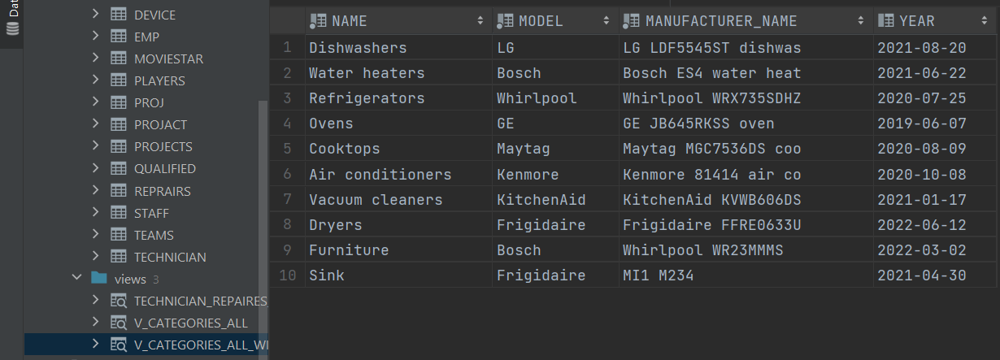 Dat
DEVICE
EMP
MOVIESTAR
PLAYERS
PROJ
PROJACT
PROJECTS
QUALIFIED
REPRAIRS
STAFF
TEAMS
TECHNICIAN
views 3
TECHNICIAN_REPAIRES_
V_CATEGORIES_ALL
V_CATEGORIES_ALL_WI
NAME MODEL MANUFACTURER_NAME YEAR
1 Dishwashers LG LG LDF5545ST dishwas 2021-08-20
2 Water heaters Bosch Bosch ES4 water heat 2021-06-22
3 Refrigerators Whirlpool Whirlpool WRX735SDHZ 2020-07-25
4 Ovens GE GE JB645RKSS oven 2019-06-07
5 Cooktops Maytag Maytag MGC7536DS coo 2020-08-09
6 Air conditioners Kenmore Kenmore 81414 air co 2020-10-08
7 Vacuum cleaners KitchenAid KitchenAid KVWB606DS 2021-01-17
8 Dryers Frigidaire Frigidaire FFRE0633U 2022-06-12
9 Furniture Bosch Whirlpool WR23MMMS 2022-03-02
10 Sink Frigidaire MI1 M234 2021-04-30